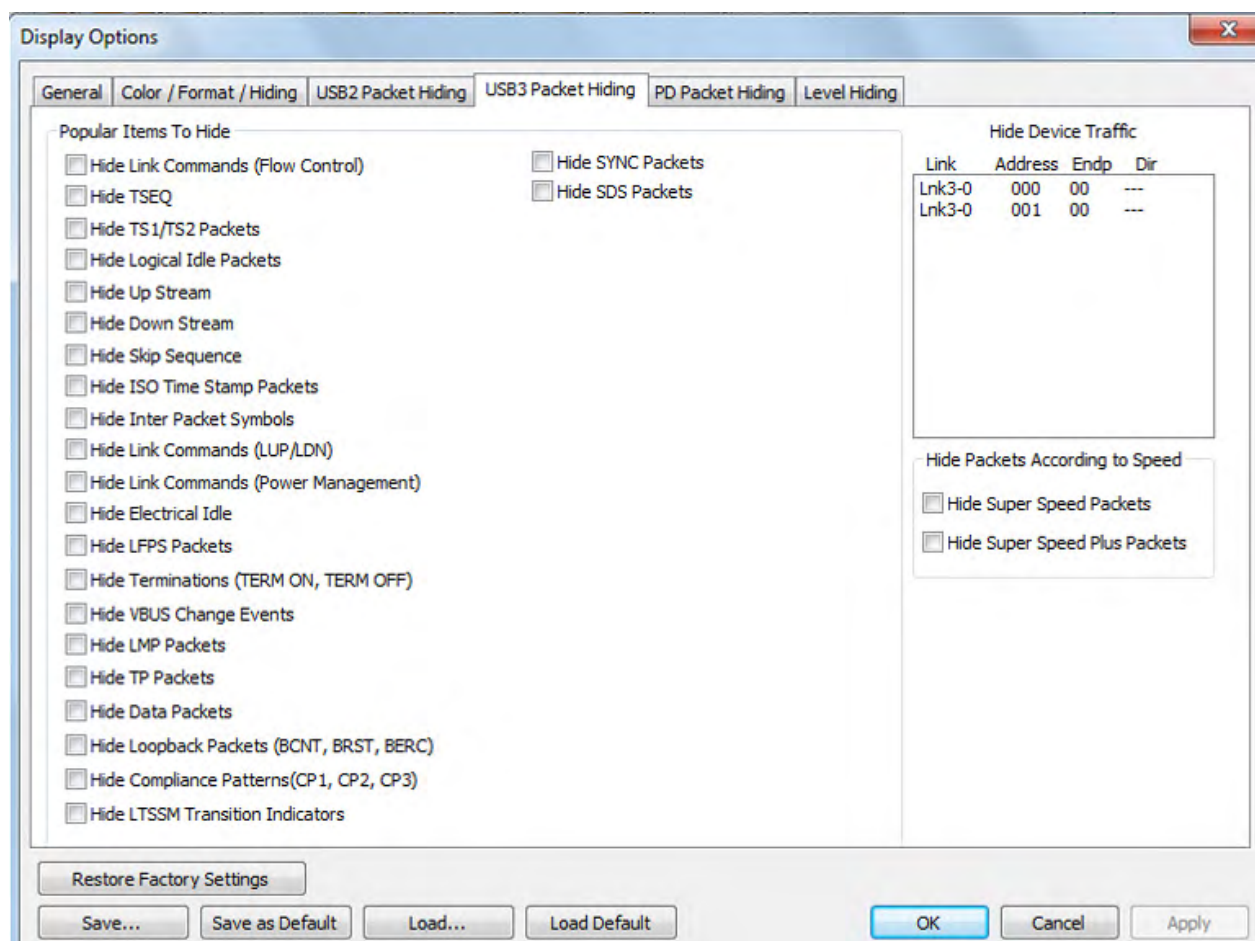 Display Options
X
General Color / Format / Hiding USB2 Packet Hiding USB3 Packet Hiding PD Packet Hiding Level Hiding
Popular Items To Hide
Hide Link Commands (Flow Control)
Hide TSEQ
Hide TS1/TS2 Packets
Hide Logical Idle Packets
Hide Up Stream
Hide Down Stream
Hide Skip Sequence
Hide ISO Time Stamp Packets
Hide Inter Packet Symbols
Hide Link Commands (LUP/LDN)
Hide Link Commands (Power Management)
Hide Electrical Idle
Hide LFPS Packets
Hide Terminations (TERM ON, TERM OFF)
Hide VBUS Change Events
Hide LMP Packets
Hide TP Packets
Hide Data Packets
Hide Loopback Packets (BCNT, BRST, BERC)
Hide Compliance Patterns(CP1, CP2, CP3)
Hide LTSSM Transition Indicators
Hide SYNC Packets
Hide SDS Packets
Hide Device Traffic
Link Address Endp Dir
Lnk3-0 000 00 ---
Lnk3-0 001 00 ---
Hide Packets According to Speed
Hide Super Speed Packets
Hide Super Speed Plus Packets
Restore Factory Settings
Save... Save as Default Load... Load Default OK Cancel Apply